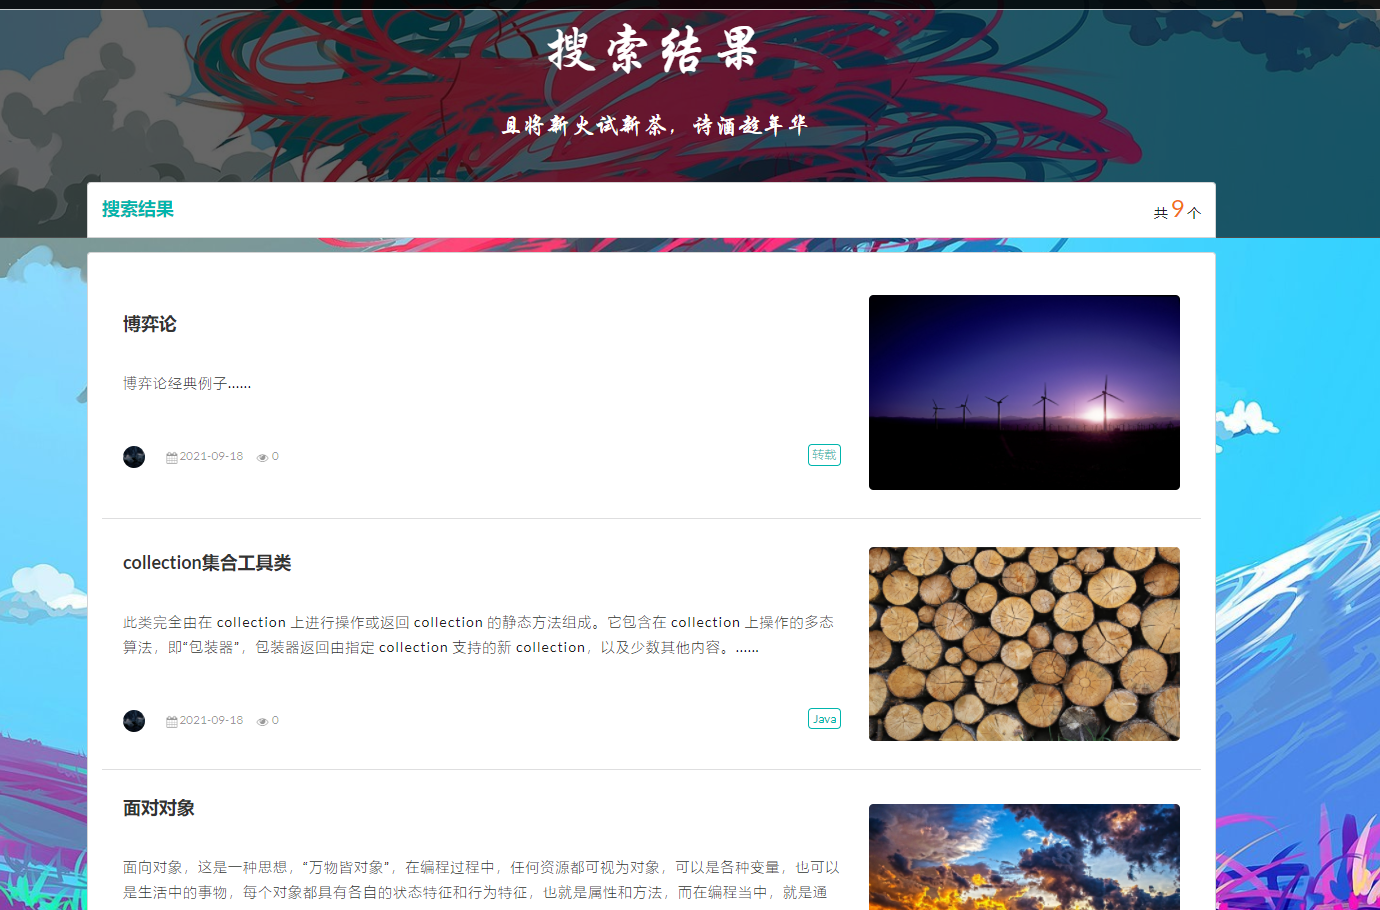 搜索结果
且将新火试新茶，诗酒趁年华
搜索结果
共 9 个
博弈论
博弈论经典例子......
2021-09-18 0
转载
collection集合工具类
此类完全由在 collection 上进行操作或返回 collection 的静态方法组成。它包含在 collection 上操作的多态
算法，即“包装器”，包装器返回由指定 collection 支持的新 collection，以及少数其他内容。......
2021-09-18 0
Java
面对对象
面向对象，这是一种思想，“万物皆对象”，在编程过程中，任何资源都可视为对象，可以是各种变量，也可以
是生活中的事物，每个对象都具有各自的状态特征和行为特征，也就是属性和方法，而在编程当中，就是通